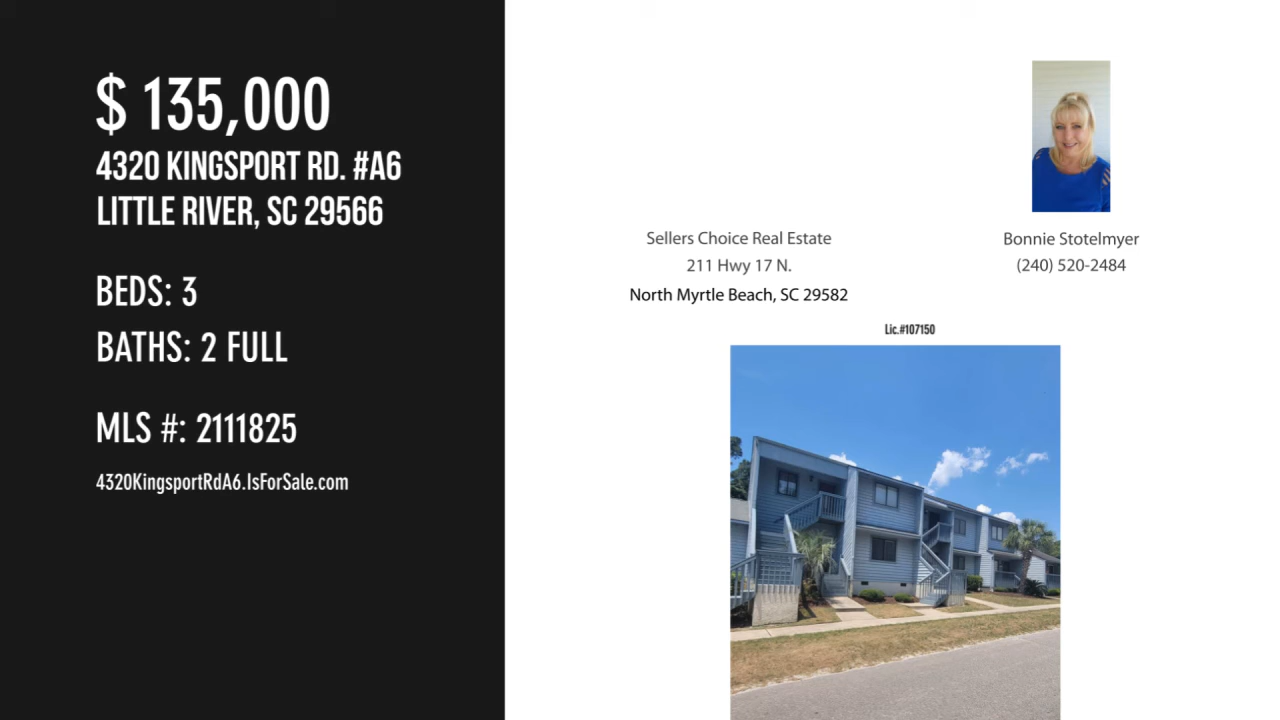 $ 135,000
4320 KINGSPORT RD. #A6
LITTLE RIVER, SC 29566
BEDS: 3
BATHS: 2 FULL
MLS #: 2111825
4320KingsportRdA6.IsForSale.com
Sellers Choice Real Estate
211 Hwy 17 N.
North Myrtle Beach, SC 29582
Bonnie Stotelmyer
(240) 520-2484
Lic.#107150